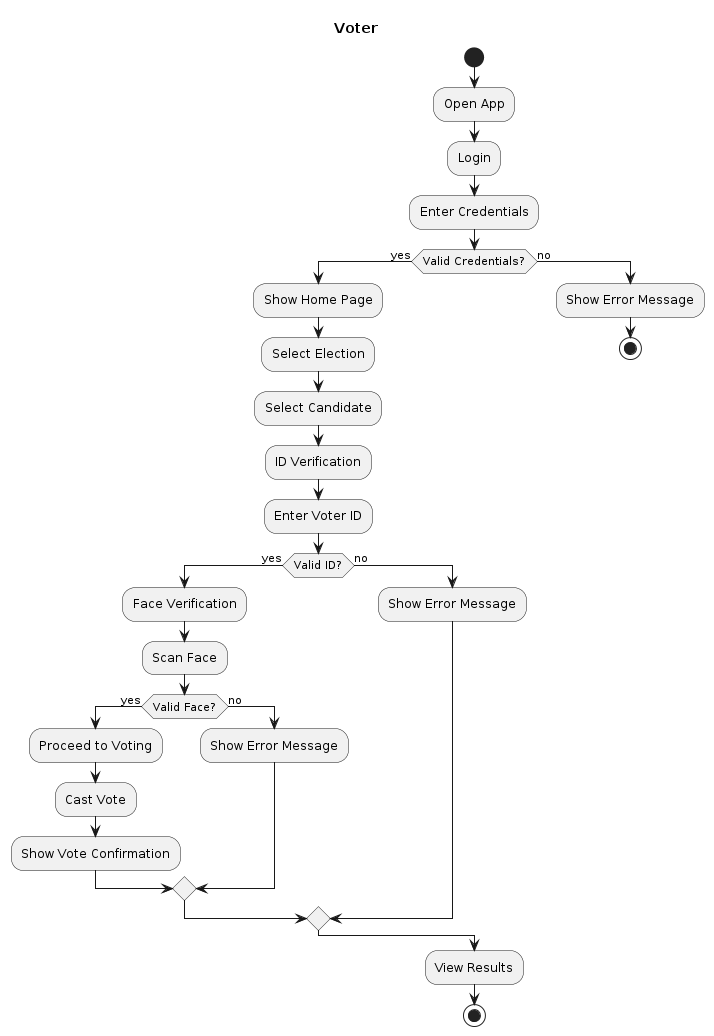 Voter
Open App
Login
Enter Credentials
yes
Valid Credentials?
no
Show Home Page
Show Error Message
Select Election
Select Candidate
ID Verification
Enter Voter ID
yes
Valid ID?
no
Face Verification
Show Error Message
Scan Face
yes
Valid Face?
no
Proceed to Voting
Show Error Message
Cast Vote
Show Vote Confirmation
View Results